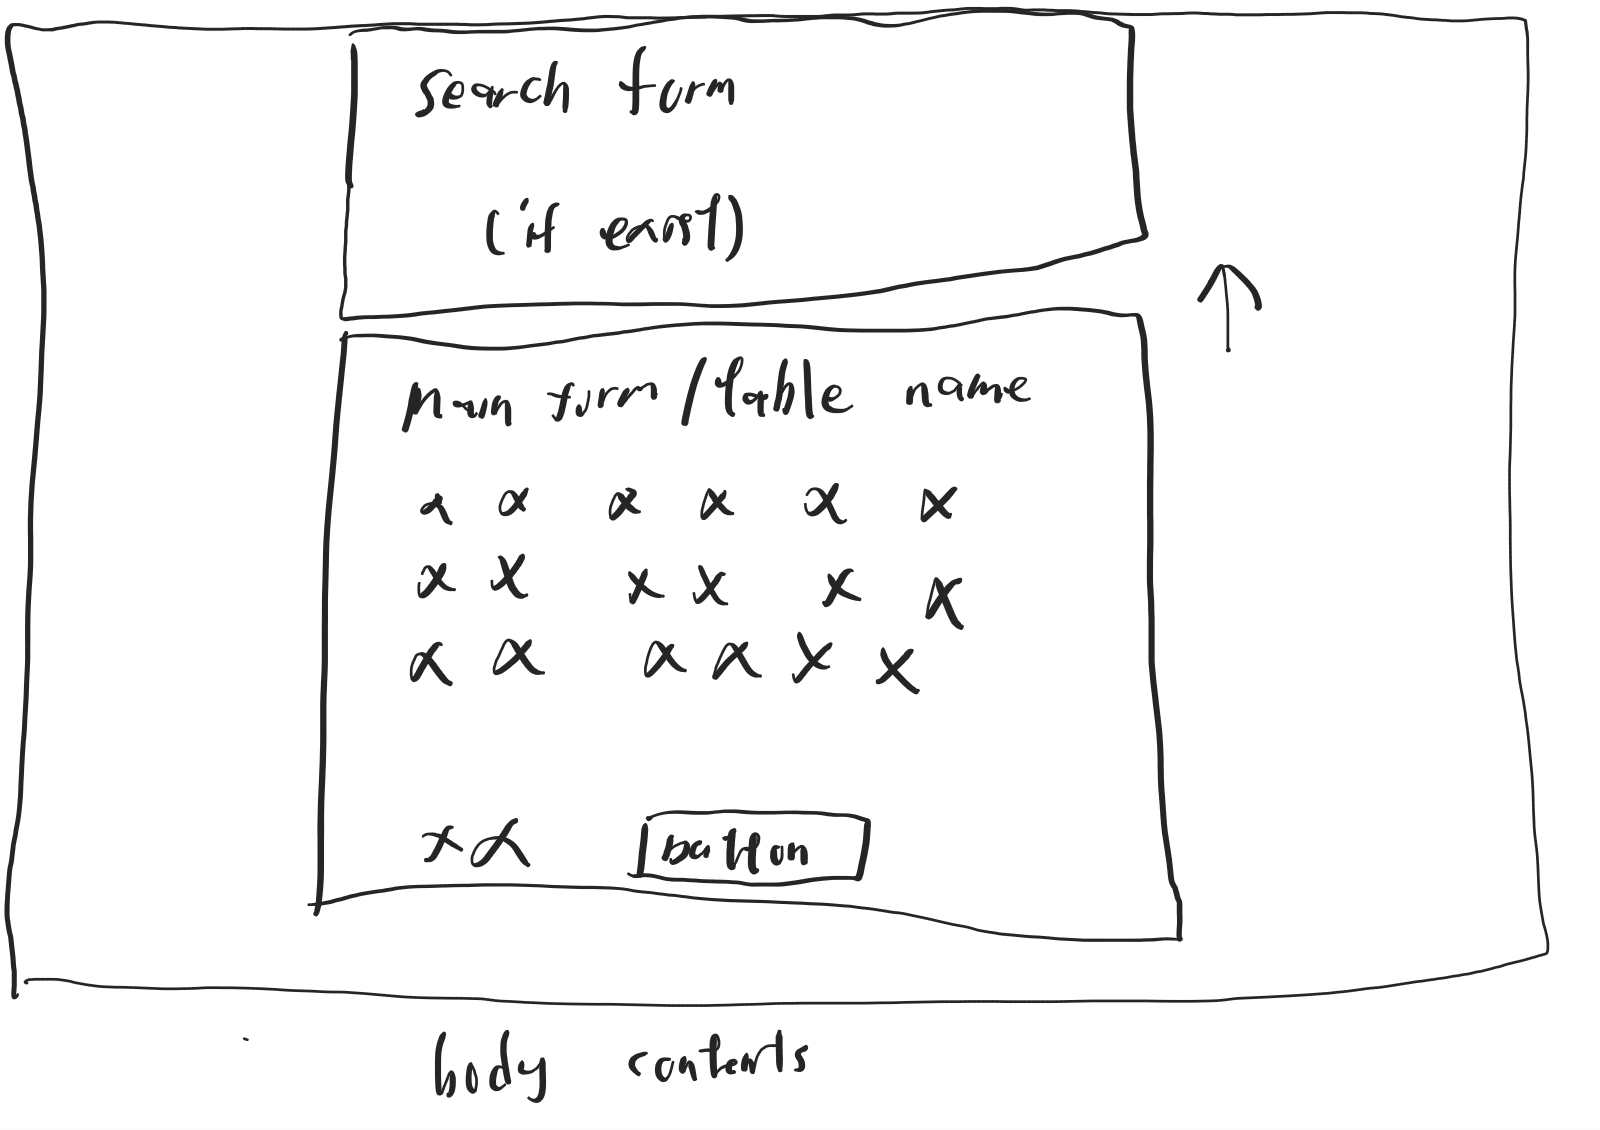 search form
(if exist)
Main form / table name
x x x x x x
x x x x x x
x x x x x x
x x button
body contents